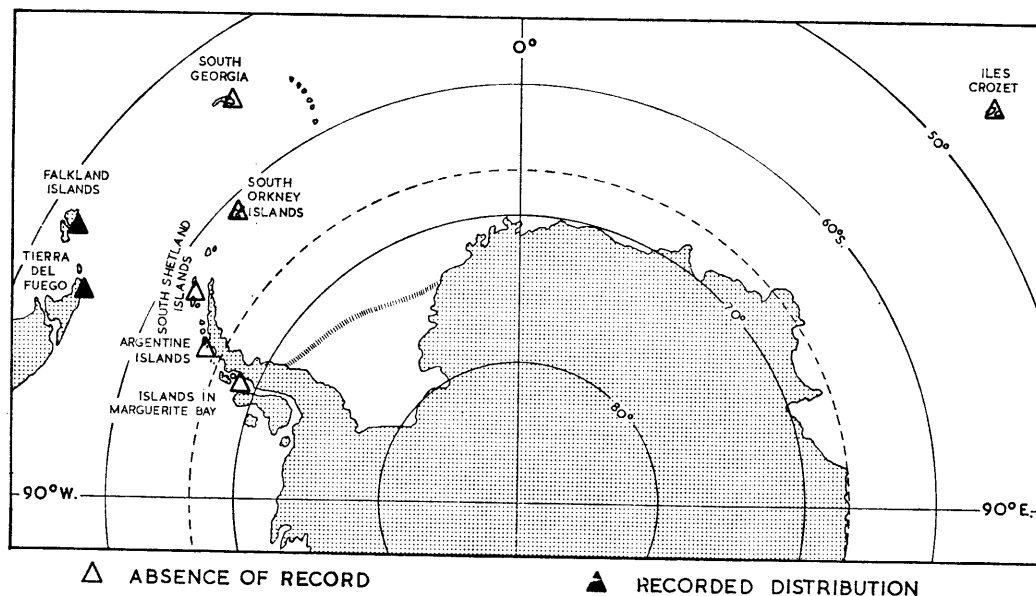 SOUTH
GEORGIA
0°
ILES
CROZET
50°
FALKLAND
ISLANDS
SOUTH
ORKNEY
ISLANDS
60°S.
TIERRA
DEL
FUEGO
SOUTH SHETLAND
ISLANDS
70°
ARGENTINE
ISLANDS
80°
ISLANDS IN
MARGUERITE BAY
90°W.
90°E.
ABSENCE OF RECORD
RECORDED DISTRIBUTION